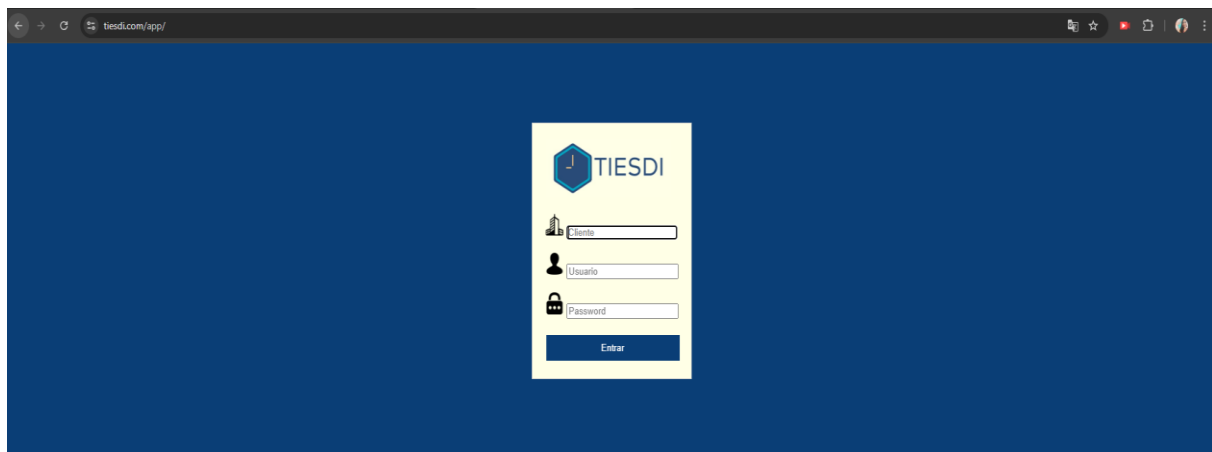 tiesdi.com/app/
TIESDI
Cliente
Usuario
Password
Entrar